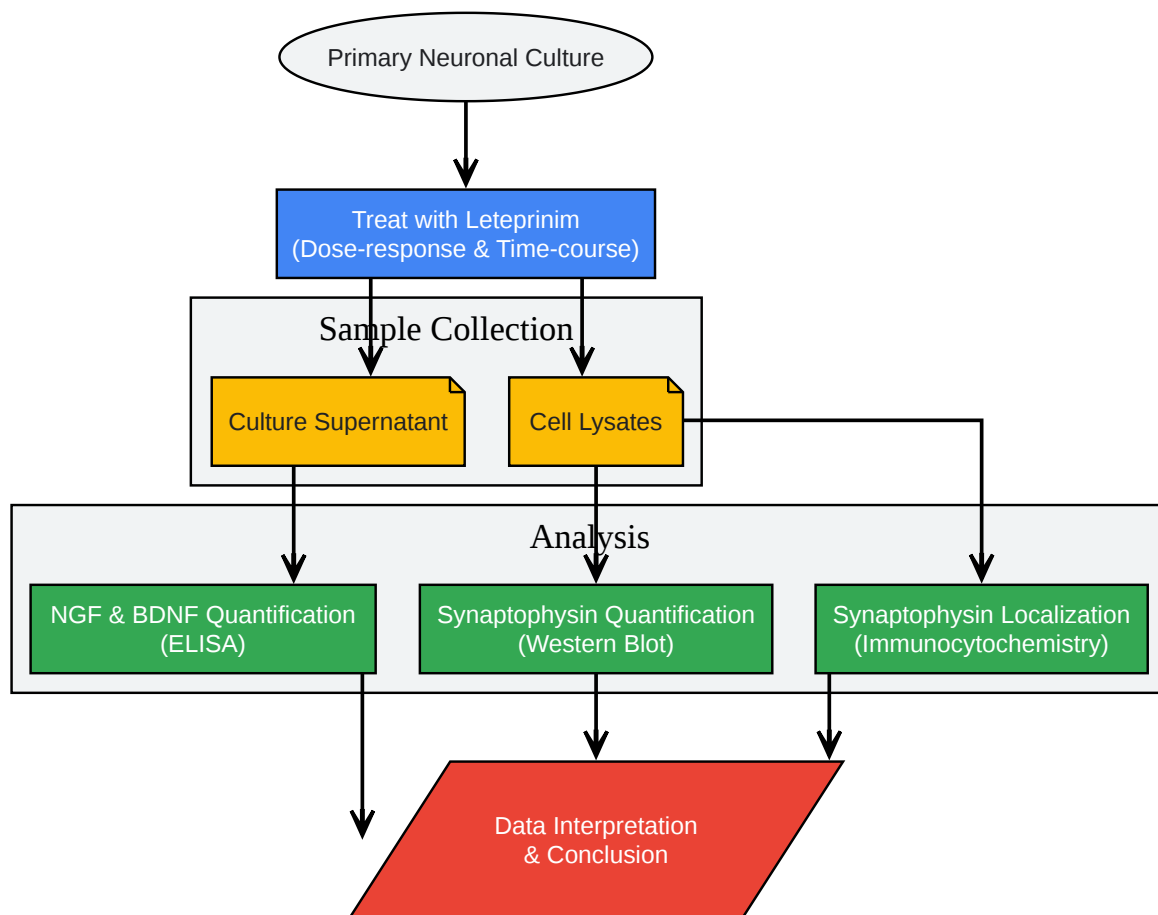 Primary Neuronal Culture
Treat with Leteprinim
(Dose-response & Time-course)
Sample Collection
Culture Supernatant
Cell Lysates
Analysis
NGF & BDNF Quantification
(ELISA)
Synaptophysin Quantification
(Western Blot)
Synaptophysin Localization
(Immunocytochemistry)
Data Interpretation
& Conclusion